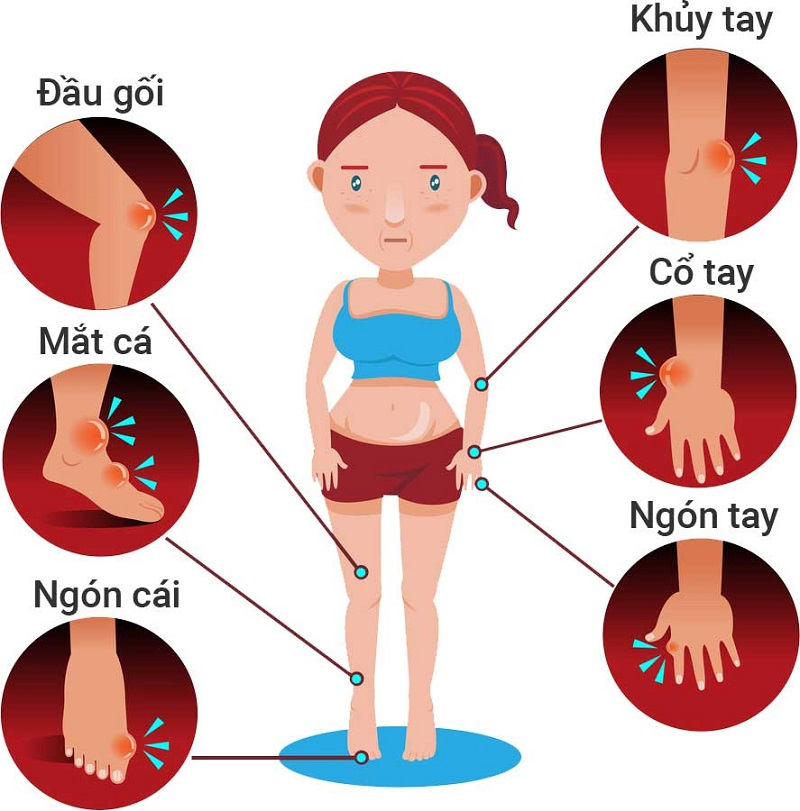 Đầu gối
Mắt cá
Ngón cái
Khủy tay
Cổ tay
Ngón tay